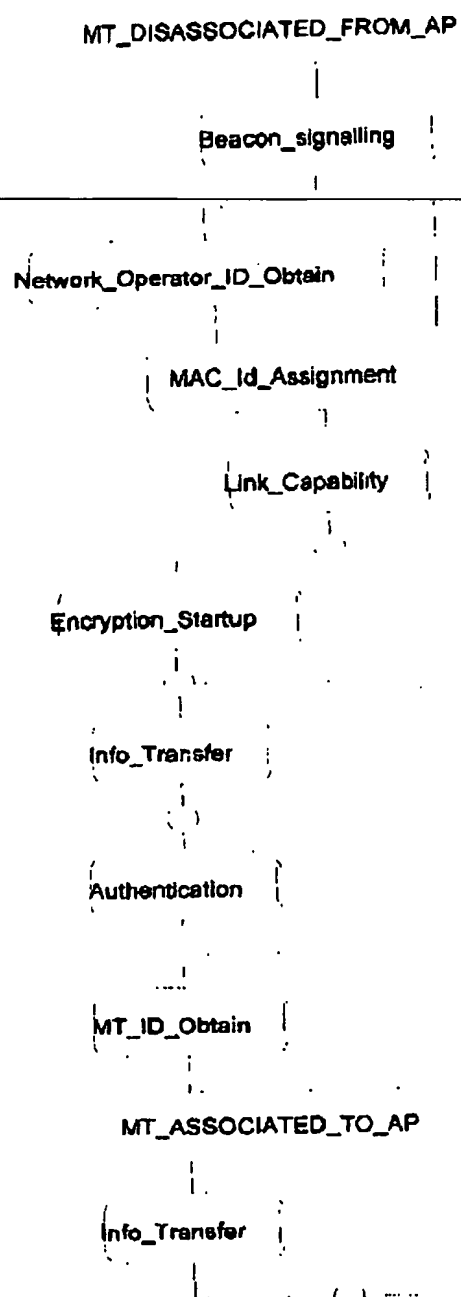 MT_DISASSOCIATED_FROM_AP
Beacon_signalling
Network_Operator_ID_Obtain
MAC_Id_Assignment
Link_Capability
Encryption_Startup
Info_Transfer
Authentication
MT_ID_Obtain
MT_ASSOCIATED_TO_AP
Info_Transfer